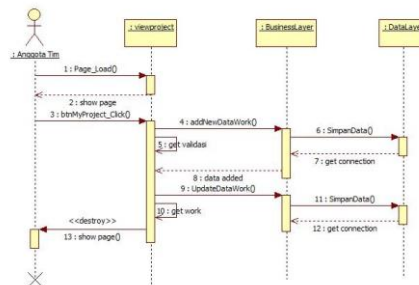 : viewproject
: BusinessLayer
: DataLaye
: Anggota Tim
1 : Page_Load()
2 : show page
3 : btnMyProject_Click()
4 : addNewDataWork()
5 : get validasi
6 : SimpanData()
7 : get connection
8 : data added
9 : UpdateDataWork()
10 : get work
11 : SimpanData()
12 : get connection
<<destroy>>
13 : show page()